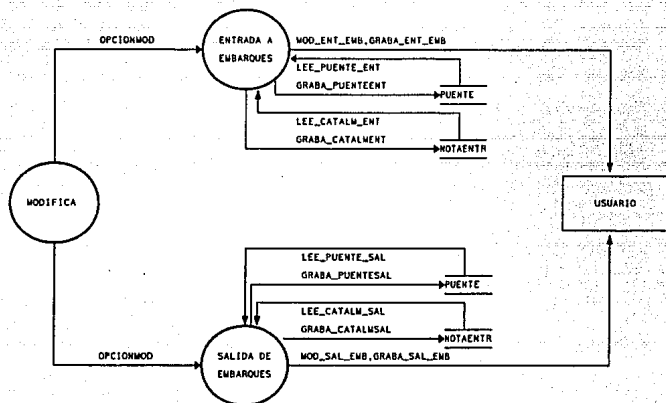 OPCIONMOD
ENTRADA A
EMBARQUES
MOD_ENT_EMB,GRABA_ENT_EMB
LEE_PUENTE_ENT
GRABA_PUENTEENT
PUENTE
LEE_CATALM_ENT
GRABA_CATALMENT
NOTAENTR
MODIFICA
USUARIO
LEE_PUENTE_SAL
GRABA_PUENTESAL
PUENTE
LEE_CATALM_SAL
GRABA_CATALMSAL
NOTAENTR
OPCIONMOD
SALIDA DE
EMBARQUES
MOD_SAL_EMB,GRABA_SAL_EMB